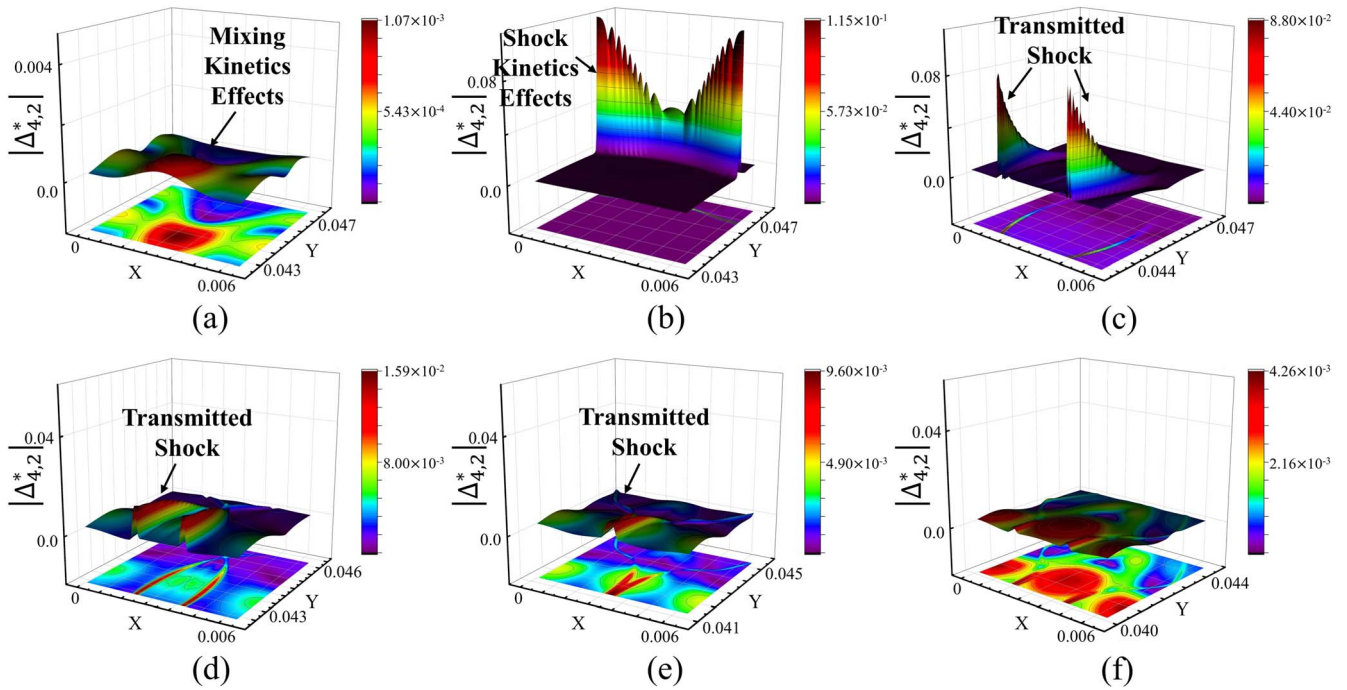 Mixing
Kinetics
Effects
|Δ*4,2|
0.004
0.0
0
X
0.006
0.043
Y
0.047
1.07×10⁻³
5.43×10⁻⁴
(a)
Shock
Kinetics
Effects
|Δ*4,2|
0.08
0.0
0
X
0.006
0.043
Y
0.047
1.15×10⁻¹
5.73×10⁻²
(b)
Transmitted
Shock
|Δ*4,2|
0.08
0.0
0
X
0.006
0.044
Y
0.047
8.80×10⁻²
4.40×10⁻²
(c)
Transmitted
Shock
|Δ*4,2|
0.04
0.0
0
X
0.006
0.043
Y
0.046
1.59×10⁻²
8.00×10⁻³
(d)
Transmitted
Shock
|Δ*4,2|
0.04
0.0
0
X
0.006
0.041
Y
0.045
9.60×10⁻³
4.90×10⁻³
(e)
|Δ*4,2|
0.04
0.0
0
X
0.006
0.040
Y
0.044
4.26×10⁻³
2.16×10⁻³
(f)